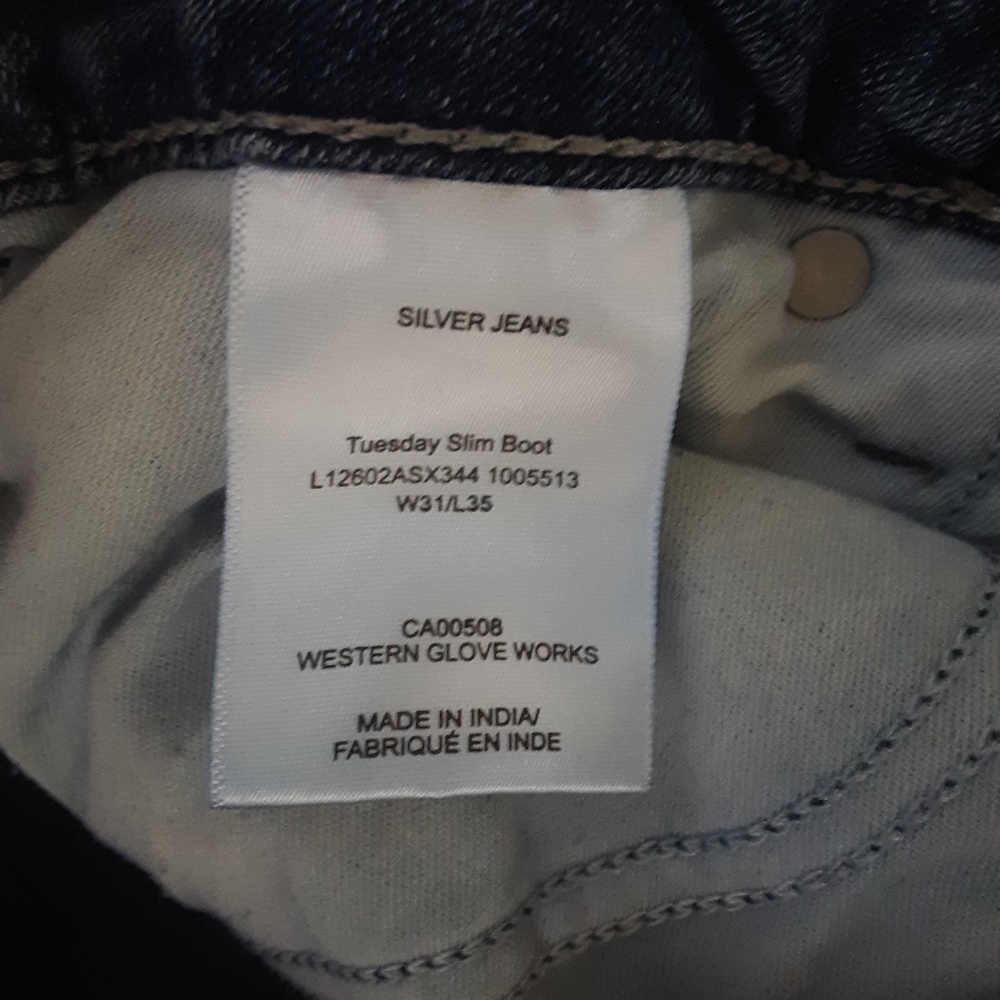 SILVER JEANS
Tuesday Slim Boot
L12602ASX344 1005513
W31/L35
CA00508
WESTERN GLOVE WORKS
MADE IN INDIA/
FABRIQUÉ EN INDE